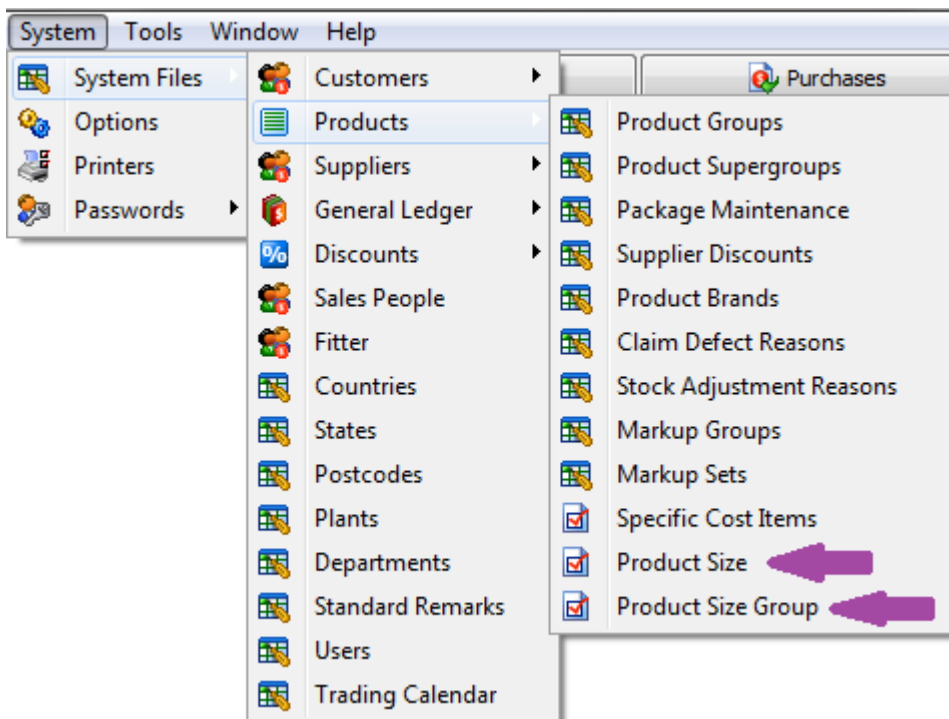 System Tools Window Help
Purchases
System Files
Options
Printers
Passwords
Customers
Products
Suppliers
General Ledger
Discounts
Sales People
Fitter
Countries
States
Postcodes
Plants
Departments
Standard Remarks
Users
Trading Calendar
Product Groups
Product Supergroups
Package Maintenance
Supplier Discounts
Product Brands
Claim Defect Reasons
Stock Adjustment Reasons
Markup Groups
Markup Sets
Specific Cost Items
Product Size
Product Size Group